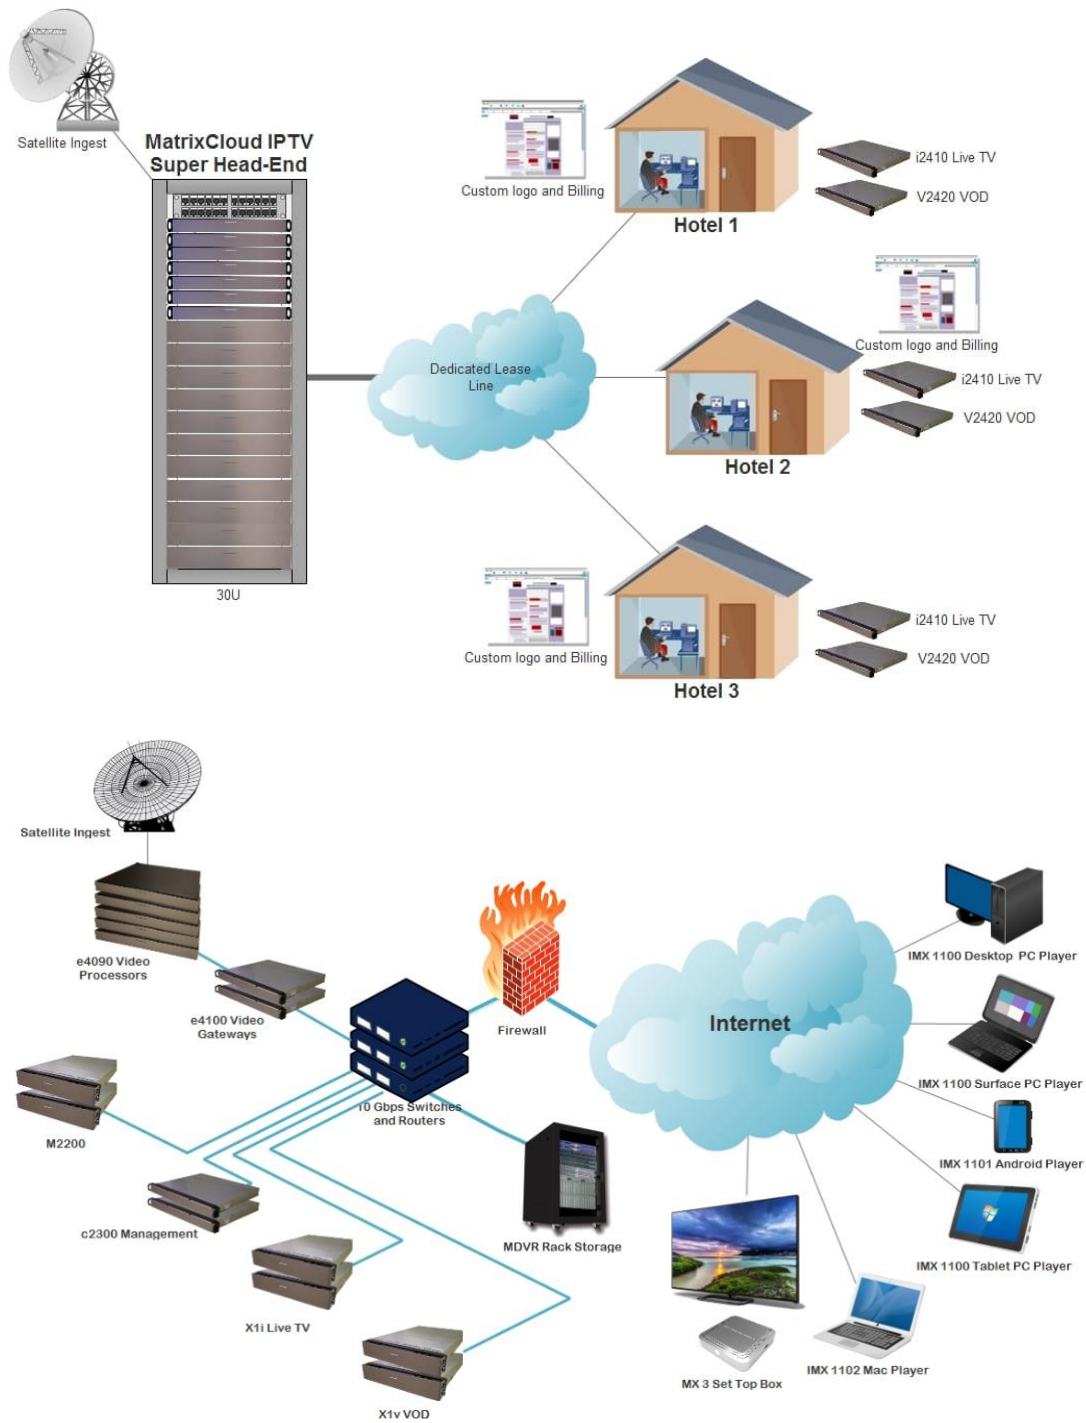 Satellite Ingest
MatrixCloud IPTV
Super Head-End
30U
Dedicated Lease
Line
Custom logo and Billing
Hotel 1
i2410 Live TV
V2420 VOD
Custom logo and Billing
Hotel 2
i2410 Live TV
V2420 VOD
Custom logo and Billing
Hotel 3
i2410 Live TV
V2420 VOD
Satellite Ingest
e4090 Video
Processors
e4100 Video
Gateways
Firewall
Internet
10 Gbps Switches
and Routers
M2200
c2300 Management
X1i Live TV
X1v VOD
MDVR Rack Storage
IMX 1100 Desktop PC Player
IMX 1100 Surface PC Player
IMX 1101 Android Player
IMX 1100 Tablet PC Player
IMX 1102 Mac Player
MX 3 Set Top Box